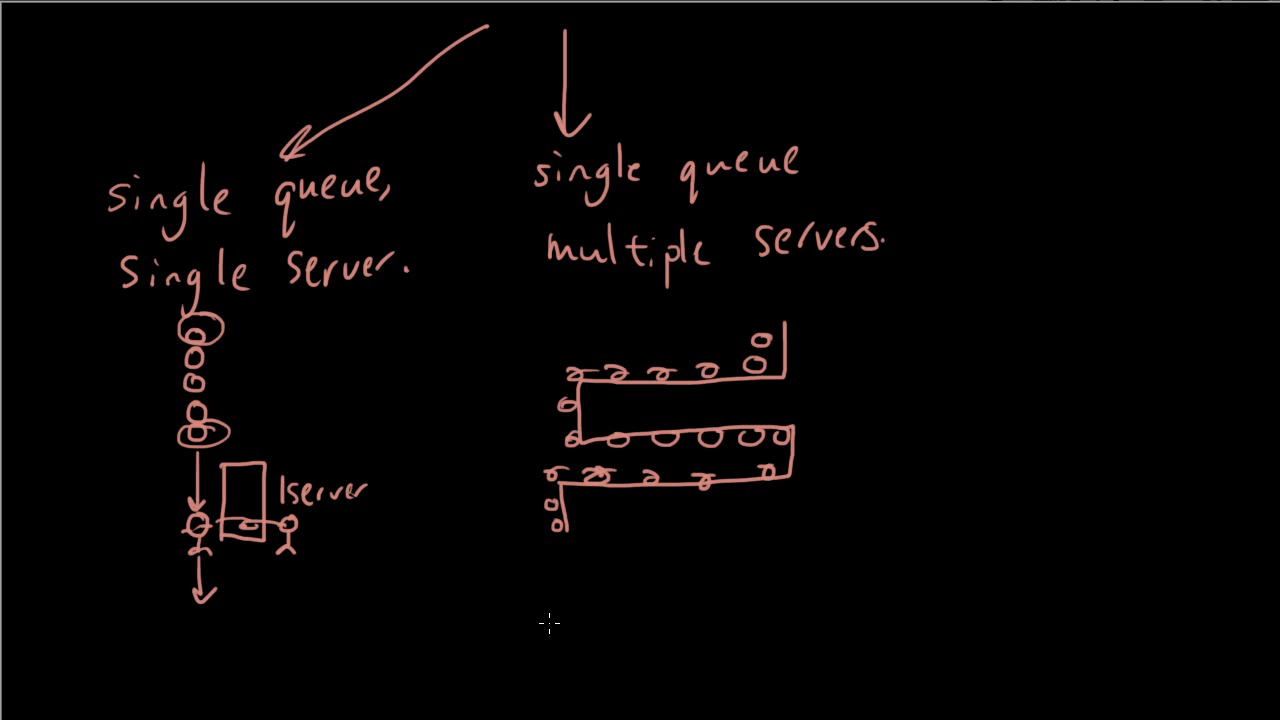 single queue,
single server.
single queue
multiple servers.
1server